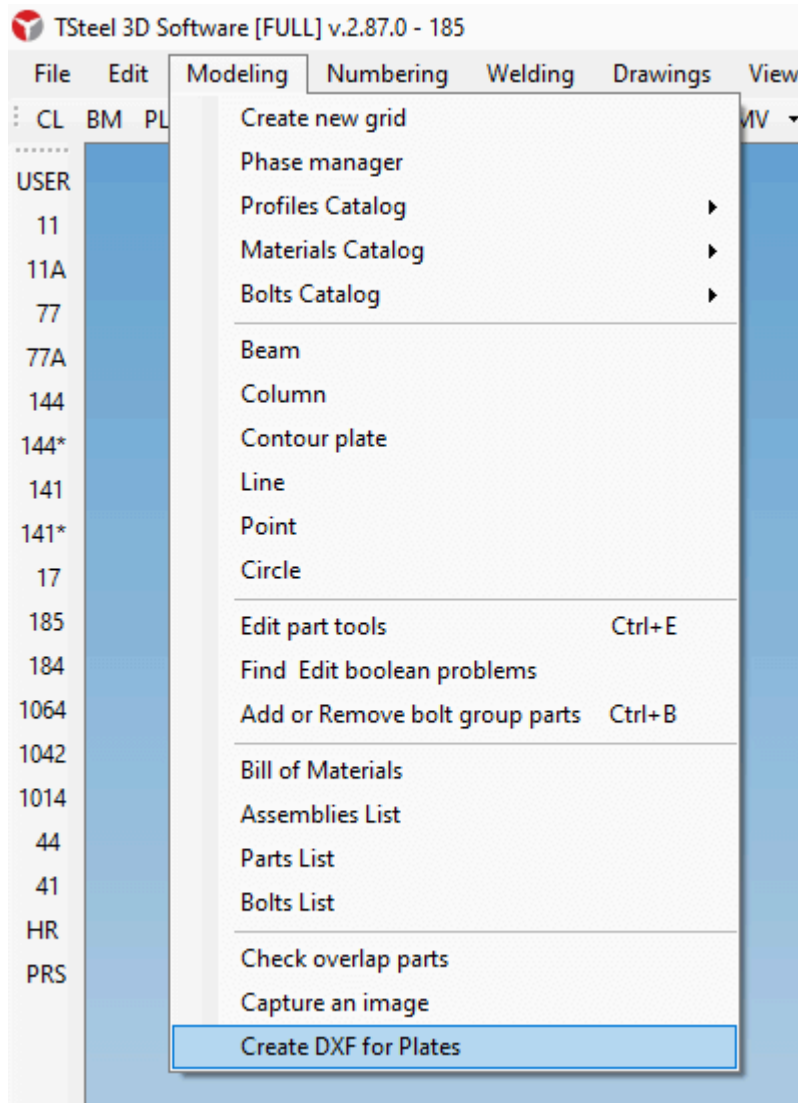 TSteel 3D Software [FULL] v.2.87.0 - 185
File Edit Modeling Numbering Welding Drawings View
CL BM PL MV
USER
11
11A
77
77A
144
144*
141
141*
17
185
184
1064
1042
1014
44
41
HR
PRS
Create new grid
Phase manager
Profiles Catalog
Materials Catalog
Bolts Catalog
Beam
Column
Contour plate
Line
Point
Circle
Edit part tools Ctrl+E
Find Edit boolean problems
Add or Remove bolt group parts Ctrl+B
Bill of Materials
Assemblies List
Parts List
Bolts List
Check overlap parts
Capture an image
Create DXF for Plates